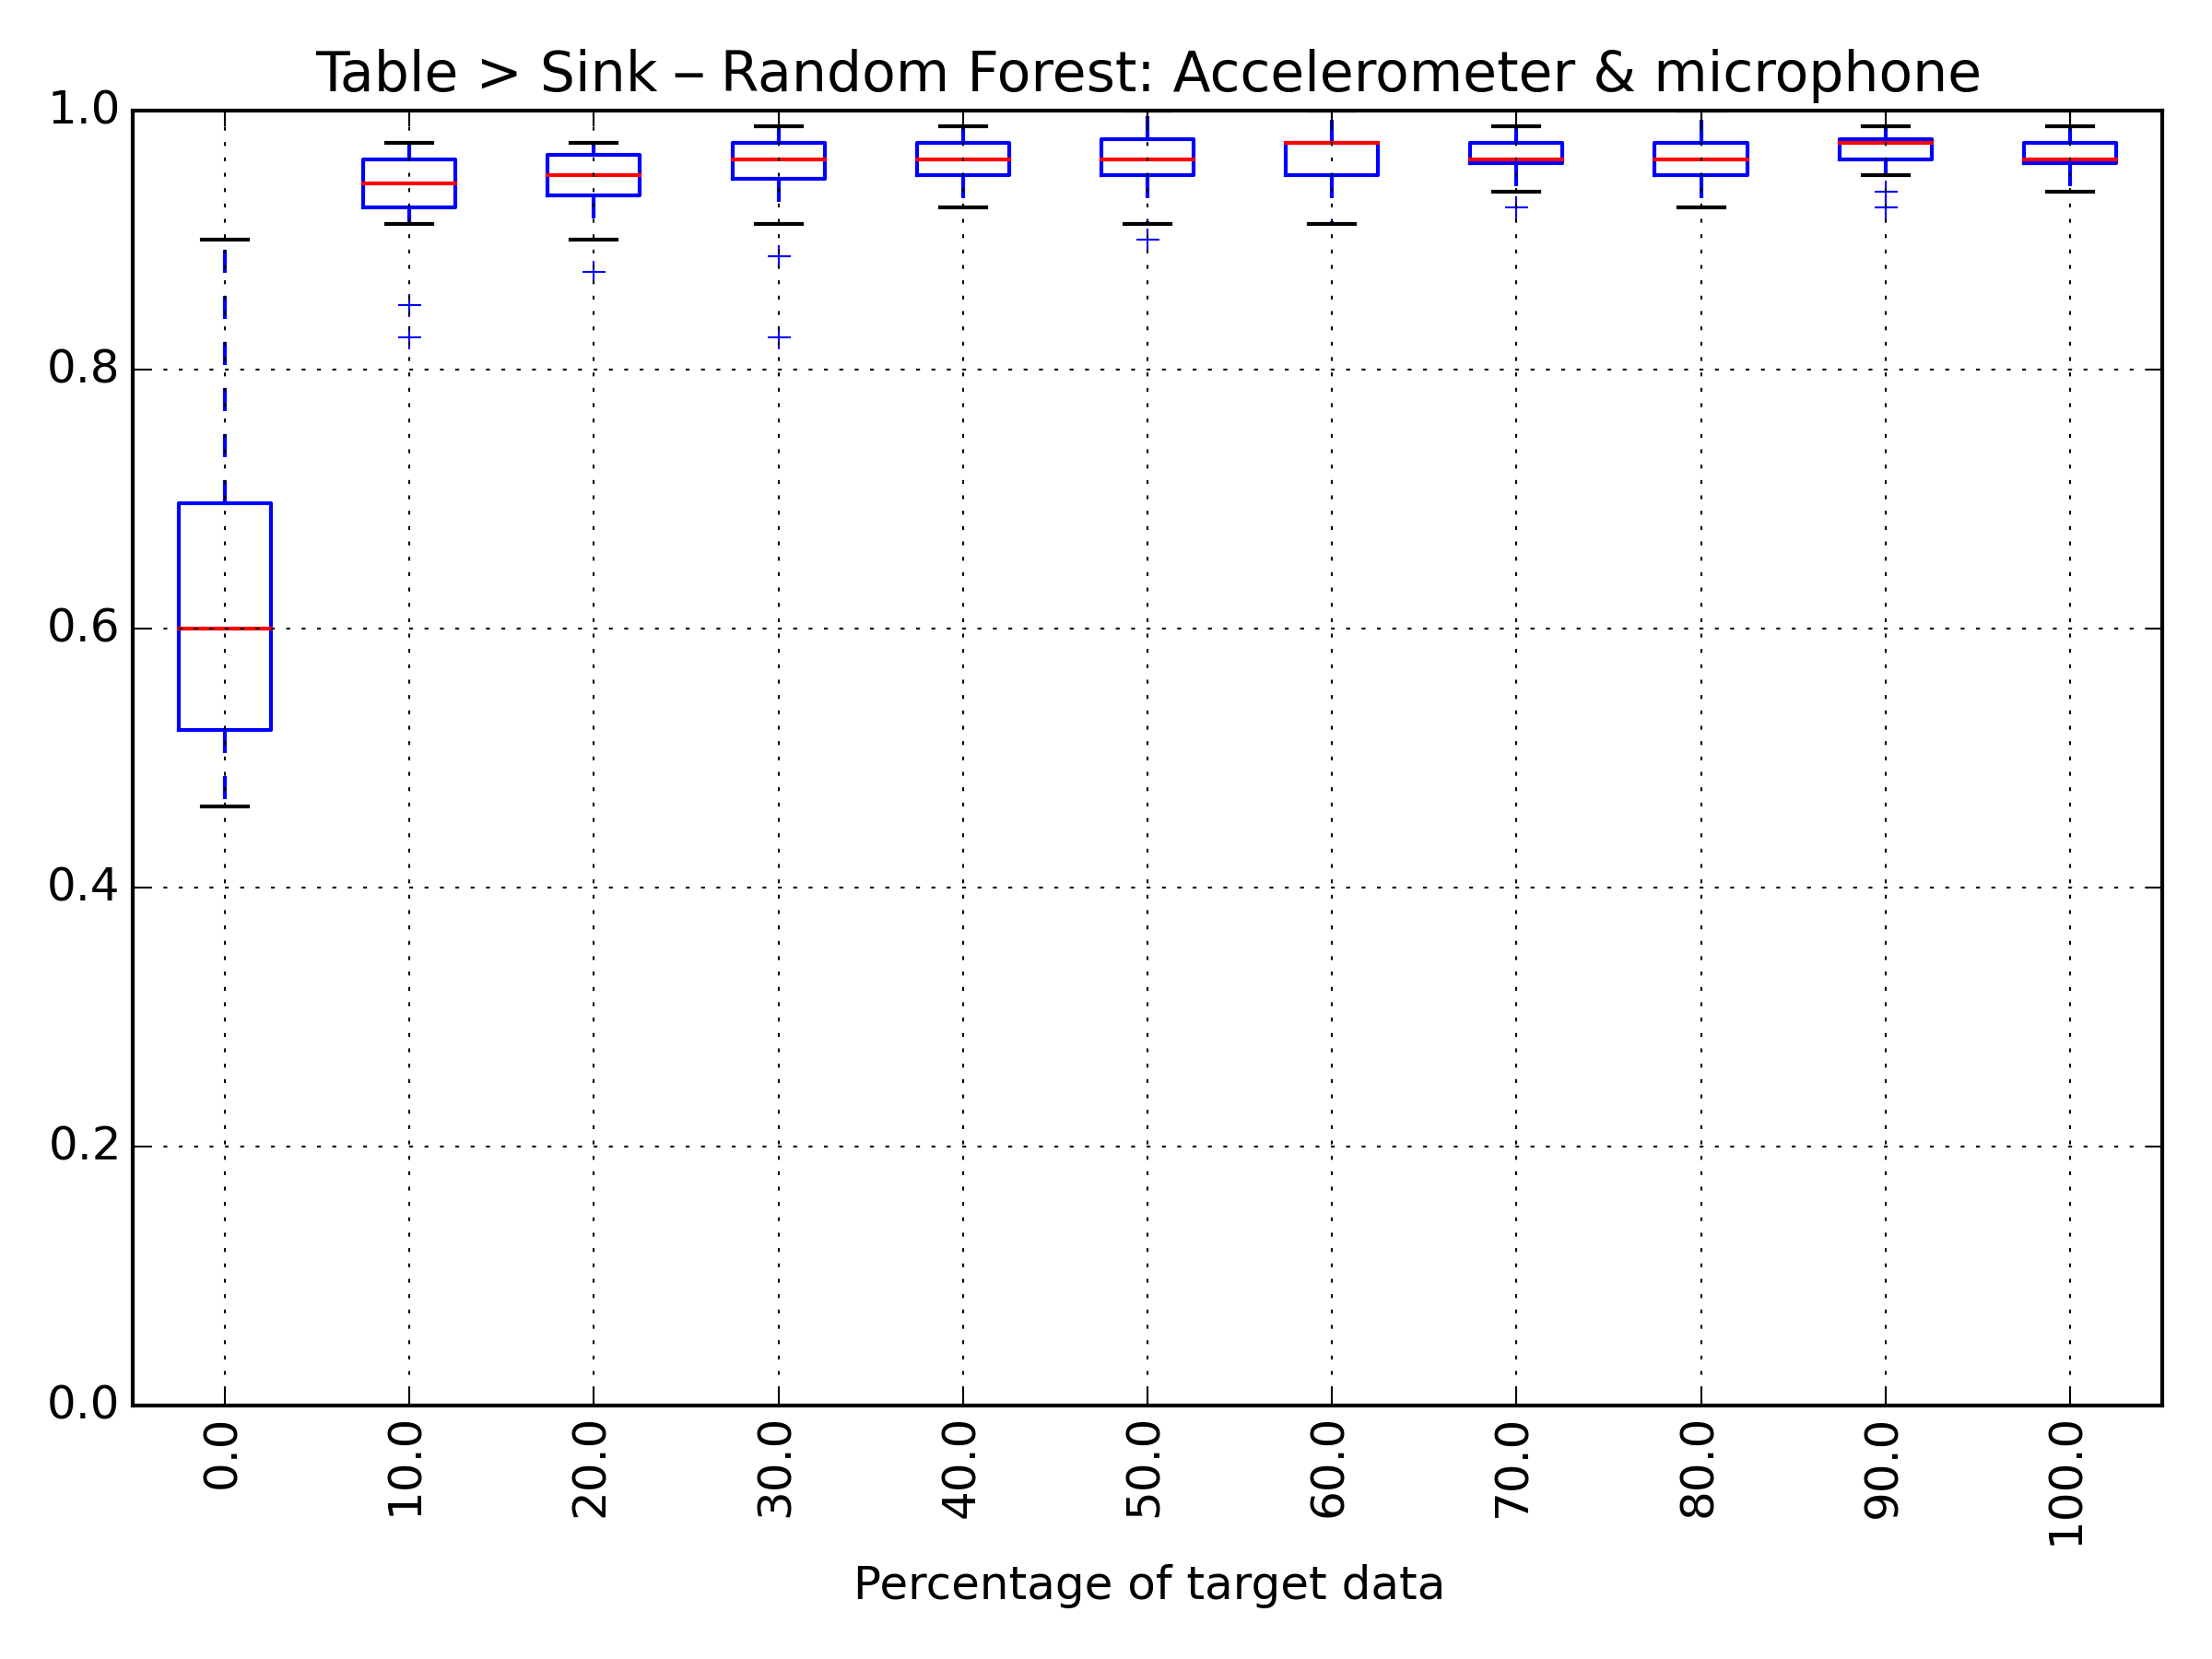 Table > Sink – Random Forest: Accelerometer & microphone
1.0
0.8
0.6
0.4
0.2
0.0
0.0 10.0 20.0 30.0 40.0 50.0 60.0 70.0 80.0 90.0 100.0
Percentage of target data